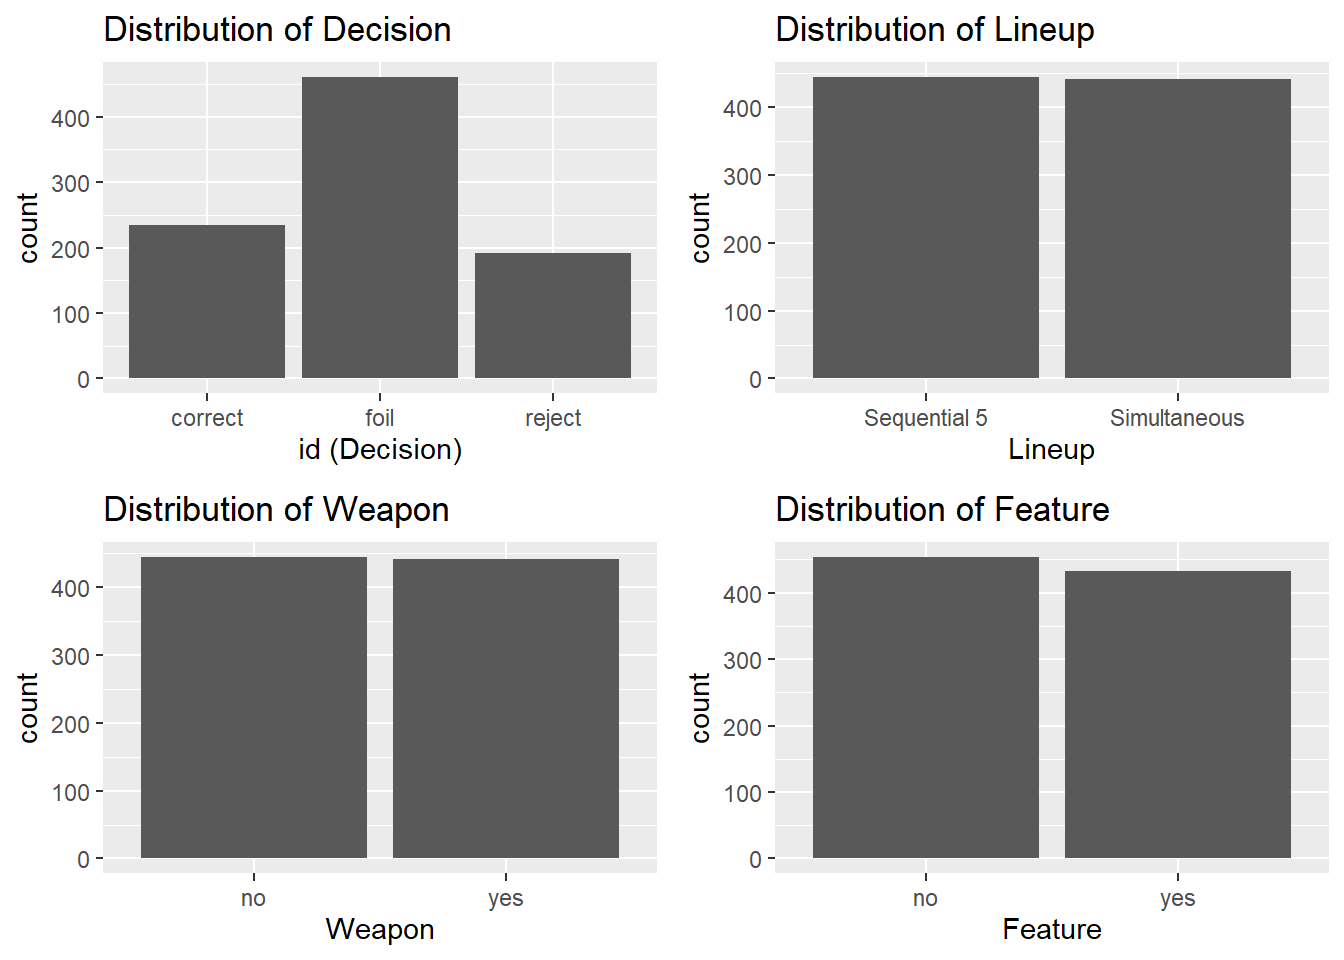 Distribution of Decision
count
400
300
200
100
0
correct foil reject
id (Decision)
Distribution of Lineup
count
400
300
200
100
0
Sequential 5 Simultaneous
Lineup
Distribution of Weapon
count
400
300
200
100
0
no yes
Weapon
Distribution of Feature
count
400
300
200
100
0
no yes
Feature